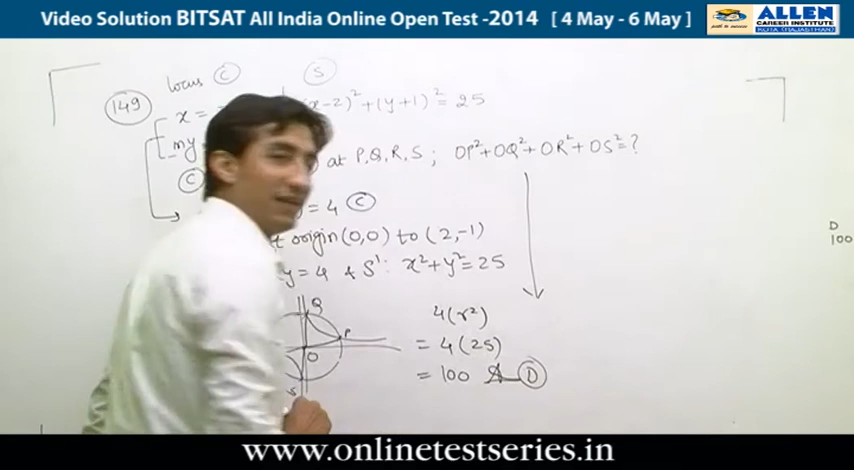 Video Solution BITSAT All India Online Open Test -2014 [ 4 May - 6 May ]
ALLEN
CAREER INSTITUTE
KOTA (RAJASTHAN)
locus C S
149 x = (x-2)² + (y+1)² = 25
my at P, Q, R, S ; OP² + OQ² + OR² + OS² = ?
C
= 4 C
origin (0,0) to (2,-1)
y = 4 & S' : x² + y² = 25
Q
P
O
S
4(r²)
= 4(25)
= 100 D
D
100
www.onlinetestseries.in